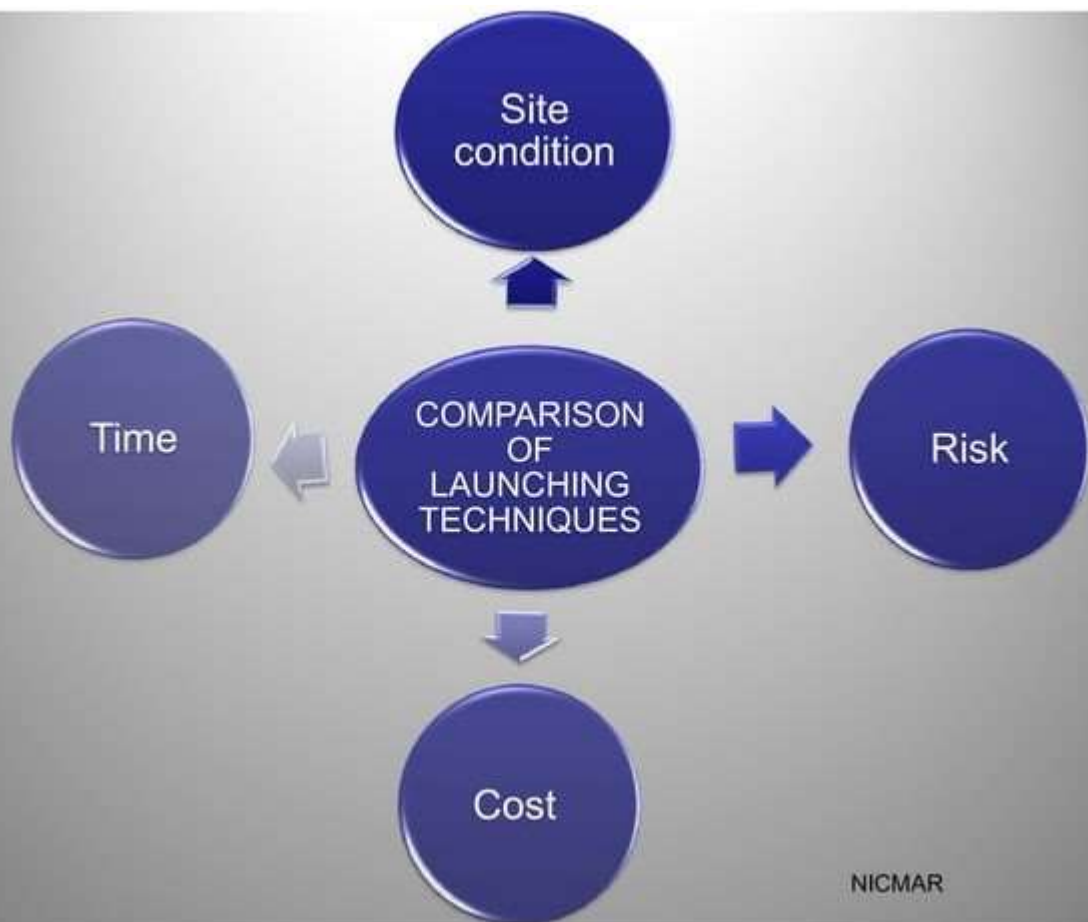 Site
condition
Time
COMPARISON
OF
LAUNCHING
TECHNIQUES
Risk
Cost
NICMAR